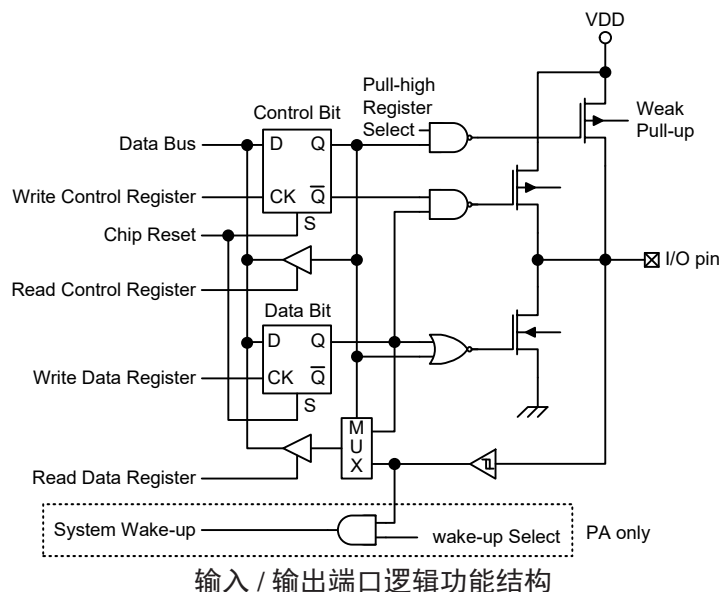 VDD
Pull-high
Register
Select
Weak
Pull-up
Control Bit
Data Bus
D
Q
Write Control Register
CK
Q
S
Chip Reset
I/O pin
Read Control Register
Data Bit
D
Q
Write Data Register
CK
Q
S
M
U
X
Read Data Register
System Wake-up
wake-up Select
PA only
输入 / 输出端口逻辑功能结构